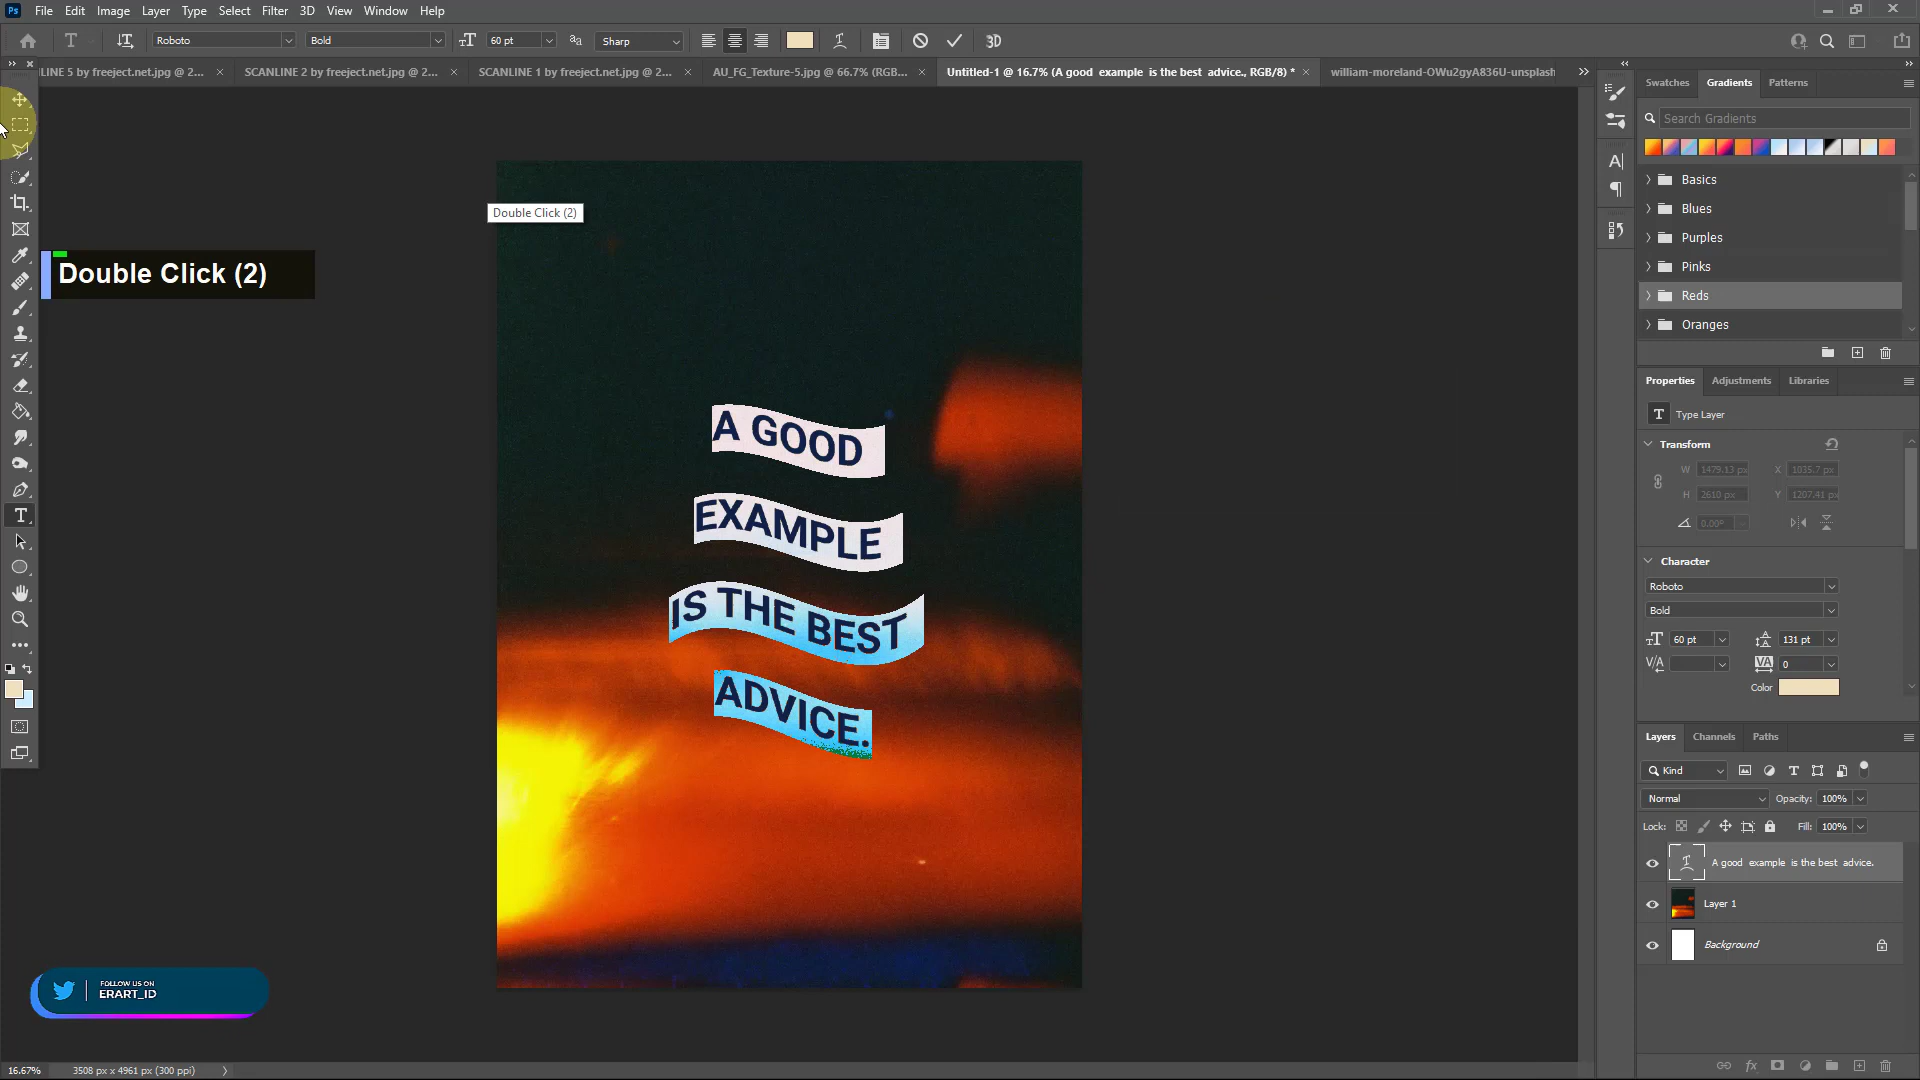 Ps File Edit Image Layer Type Select Filter 3D View Window Help
T Roboto Bold 60 pt Sharp 3D
LINE 5 by freeject.net.jpg @ 2... SCANLINE 2 by freeject.net.jpg @ 2... SCANLINE 1 by freeject.net.jpg @ 2... AU_FG_Texture-5.jpg @ 66.7% (RGB... Untitled-1 @ 16.7% (A good example is the best advice., RGB/8) * william-moreland-OWu2gyA836U-unsplash
Swatches Gradients Patterns
Search Gradients
Basics
Blues
Purples
Pinks
Reds
Oranges
Double Click (2)
Double Click (2)
A GOOD
EXAMPLE
IS THE BEST
ADVICE.
Properties Adjustments Libraries
T Type Layer
Transform
W 1479.13 px X 1035.7 px
H 2610 px Y 1207.41 px
0.00°
Character
Roboto
Bold
60 pt 131 pt
0
Color
Layers Channels Paths
Kind
Normal Opacity: 100%
Lock: Fill: 100%
A good example is the best advice.
Layer 1
Background
FOLLOW US ON
ERART_ID
16.67% 3508 px x 4961 px (300 ppi)